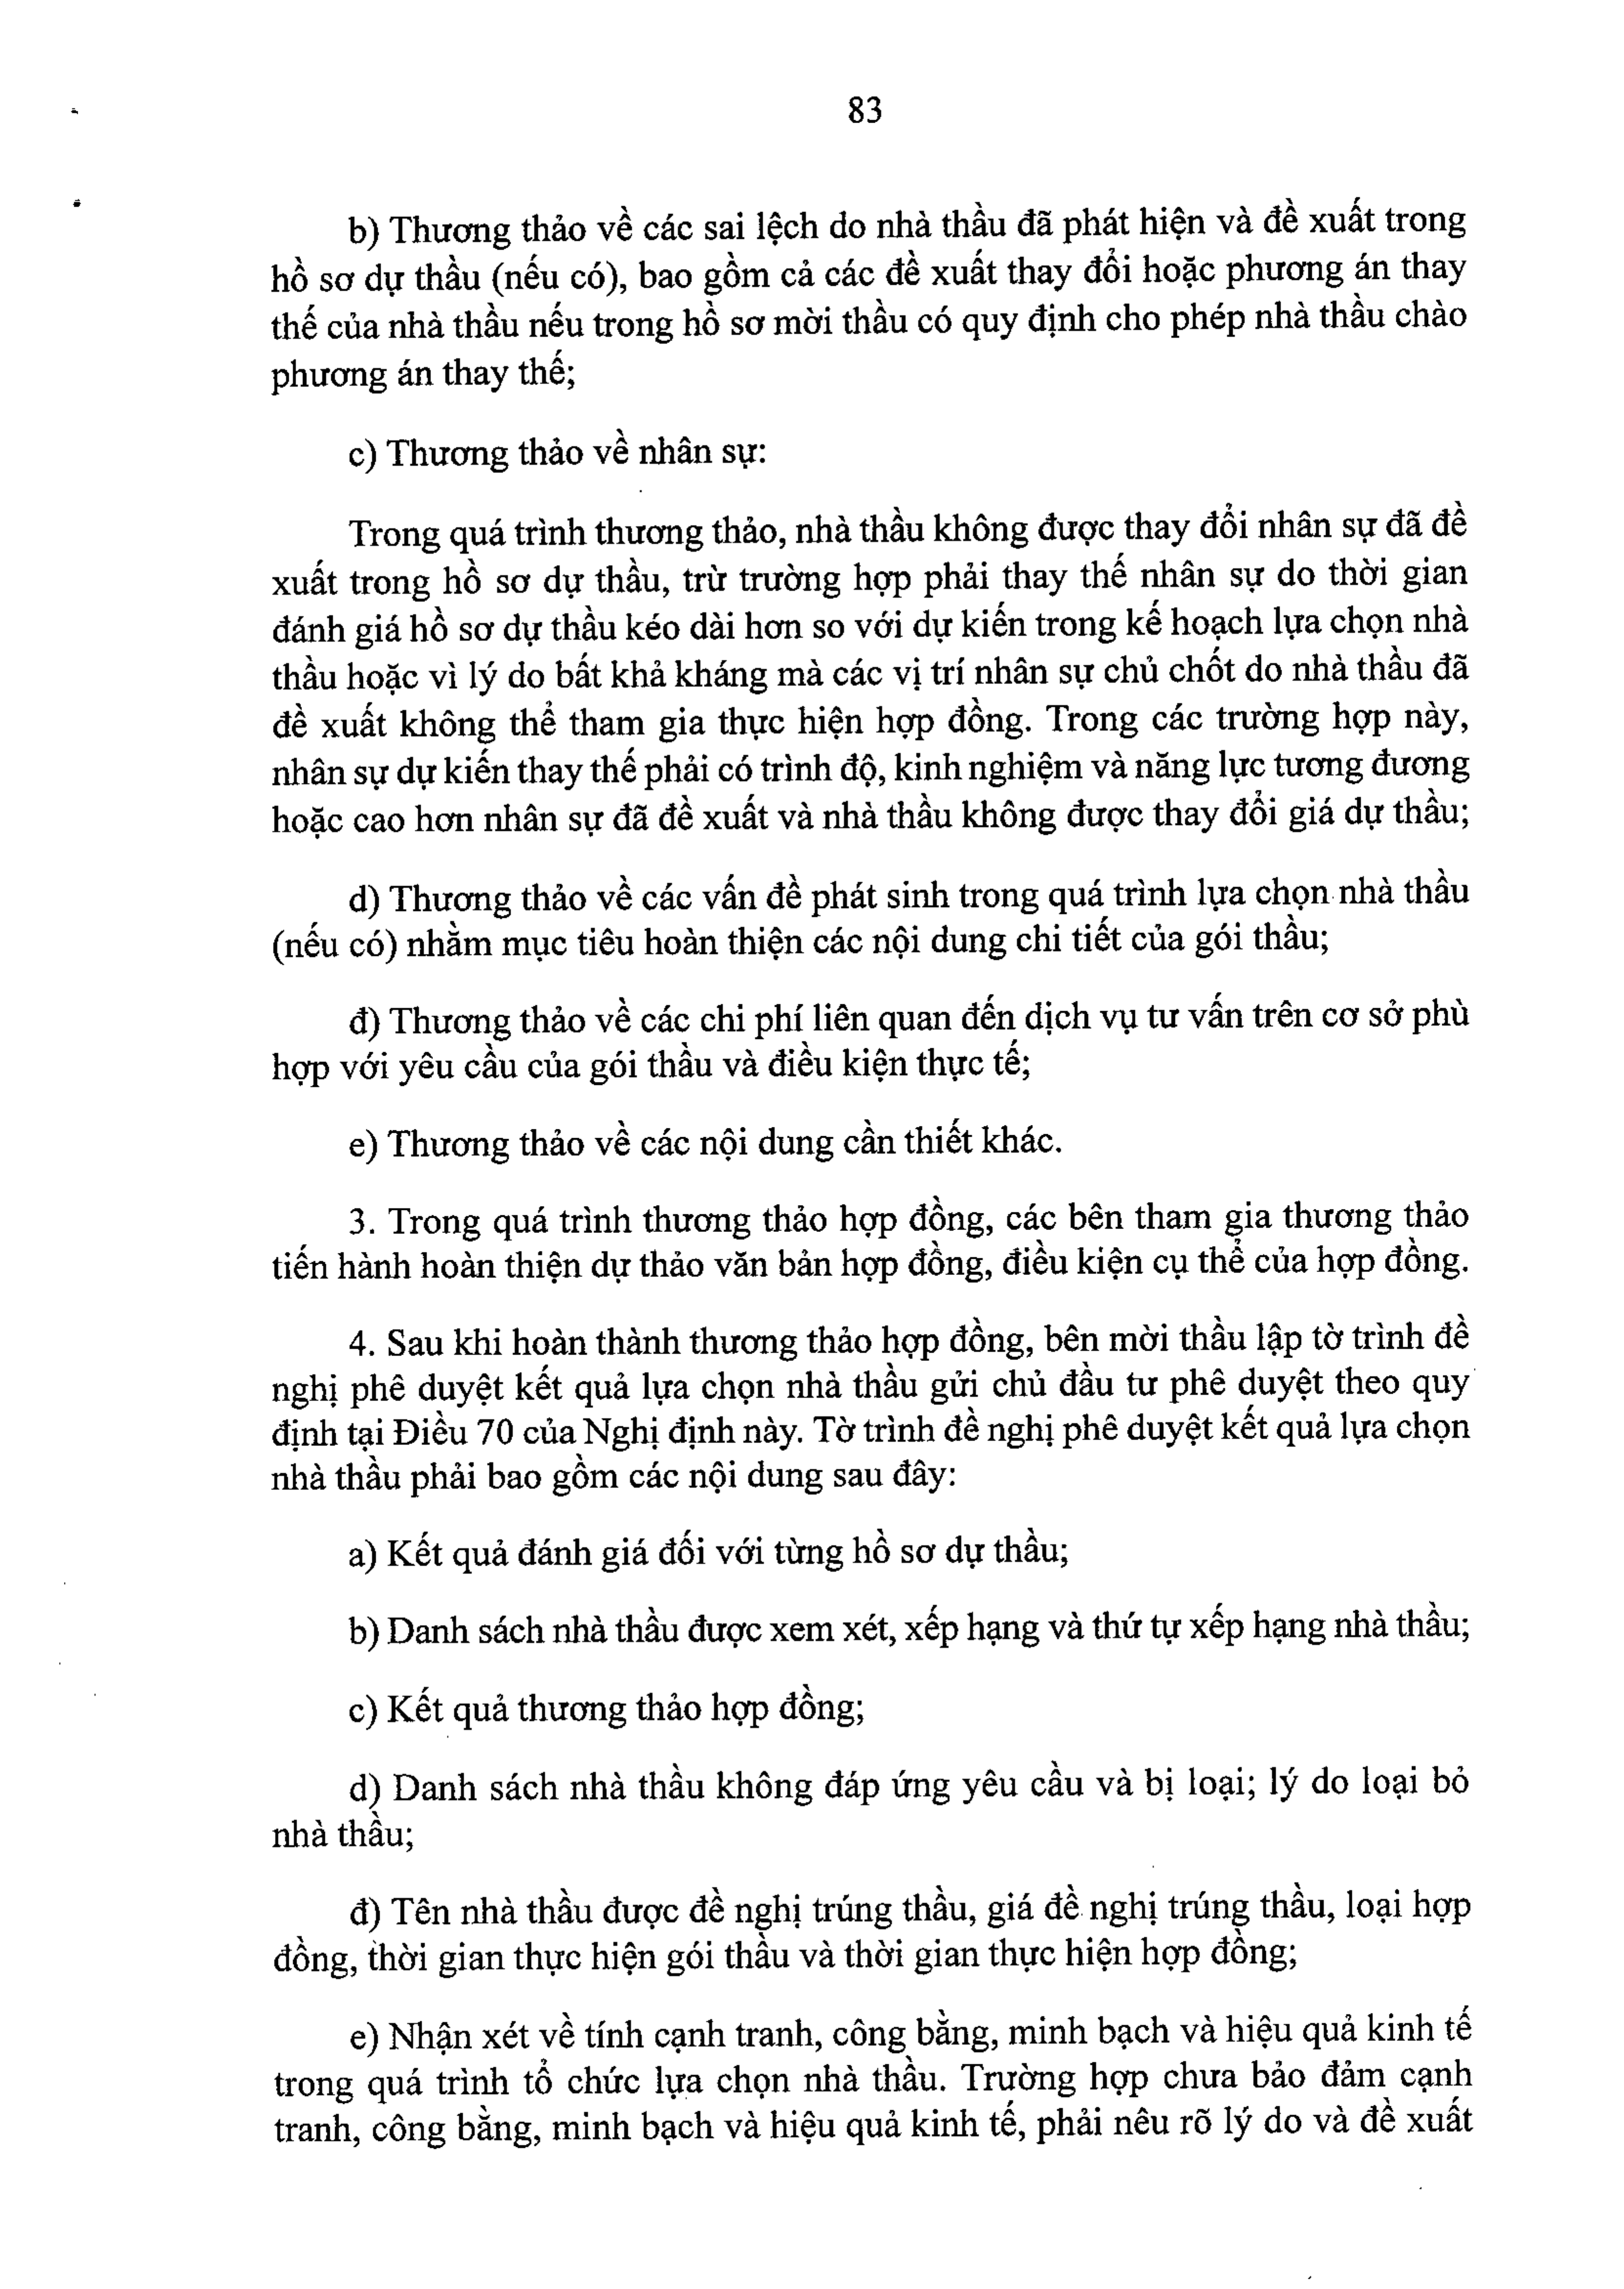 83
b) Thương thảo về các sai lệch do nhà thầu đã phát hiện và đề xuất trong
hồ sơ dự thầu (nếu có), bao gồm cả các đề xuất thay đổi hoặc phương án thay
thế của nhà thầu nếu trong hồ sơ mời thầu có quy định cho phép nhà thầu chào
phương án thay thế;
c) Thương thảo về nhân sự:
Trong quá trình thương thảo, nhà thầu không được thay đổi nhân sự đã đề
xuất trong hồ sơ dự thầu, trừ trường hợp phải thay thế nhân sự do thời gian
đánh giá hồ sơ dự thầu kéo dài hơn so với dự kiến trong kế hoạch lựa chọn nhà
thầu hoặc vì lý do bất khả kháng mà các vị trí nhân sự chủ chốt do nhà thầu đã
đề xuất không thể tham gia thực hiện hợp đồng. Trong các trường hợp này,
nhân sự dự kiến thay thế phải có trình độ, kinh nghiệm và năng lực tương đương
hoặc cao hơn nhân sự đã đề xuất và nhà thầu không được thay đổi giá dự thầu;
d) Thương thảo về các vấn đề phát sinh trong quá trình lựa chọn nhà thầu
(nếu có) nhằm mục tiêu hoàn thiện các nội dung chi tiết của gói thầu;
đ) Thương thảo về các chi phí liên quan đến dịch vụ tư vấn trên cơ sở phù
hợp với yêu cầu của gói thầu và điều kiện thực tế;
e) Thương thảo về các nội dung cần thiết khác.
3. Trong quá trình thương thảo hợp đồng, các bên tham gia thương thảo
tiến hành hoàn thiện dự thảo văn bản hợp đồng, điều kiện cụ thể của hợp đồng.
4. Sau khi hoàn thành thương thảo hợp đồng, bên mời thầu lập tờ trình đề
nghị phê duyệt kết quả lựa chọn nhà thầu gửi chủ đầu tư phê duyệt theo quy
định tại Điều 70 của Nghị định này. Tờ trình đề nghị phê duyệt kết quả lựa chọn
nhà thầu phải bao gồm các nội dung sau đây:
a) Kết quả đánh giá đối với từng hồ sơ dự thầu;
b) Danh sách nhà thầu được xem xét, xếp hạng và thứ tự xếp hạng nhà thầu;
c) Kết quả thương thảo hợp đồng;
d) Danh sách nhà thầu không đáp ứng yêu cầu và bị loại; lý do loại bỏ
nhà thầu;
đ) Tên nhà thầu được đề nghị trúng thầu, giá đề nghị trúng thầu, loại hợp
đồng, thời gian thực hiện gói thầu và thời gian thực hiện hợp đồng;
e) Nhận xét về tính cạnh tranh, công bằng, minh bạch và hiệu quả kinh tế
trong quá trình tổ chức lựa chọn nhà thầu. Trường hợp chưa bảo đảm cạnh
tranh, công bằng, minh bạch và hiệu quả kinh tế, phải nêu rõ lý do và đề xuất